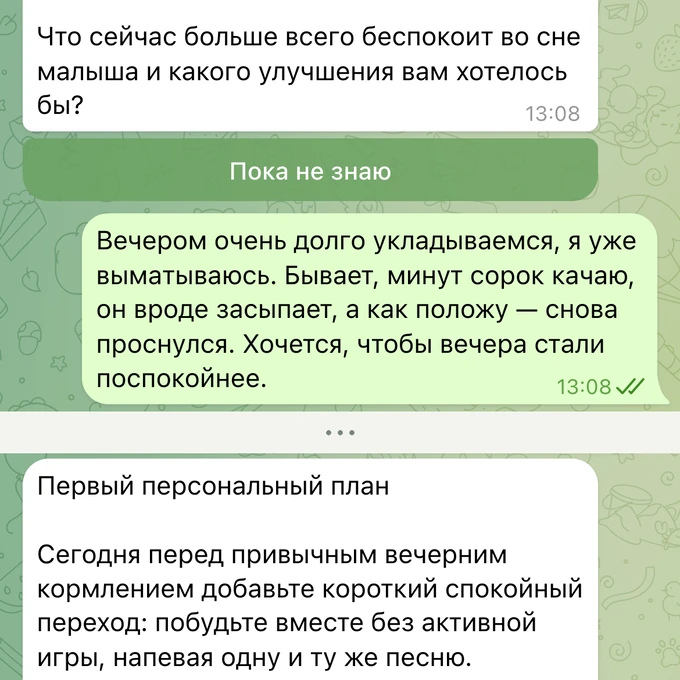 Что сейчас больше всего беспокоит во сне
малыша и какого улучшения вам хотелось
бы?
13:08
Пока не знаю
Вечером очень долго укладываемся, я уже
выматываюсь. Бывает, минут сорок качаю,
он вроде засыпает, а как положу — снова
проснулся. Хочется, чтобы вечера стали
поспокойнее.
13:08
Первый персональный план
Сегодня перед привычным вечерним
кормлением добавьте короткий спокойный
переход: побудьте вместе без активной
игры, напевая одну и ту же песню.